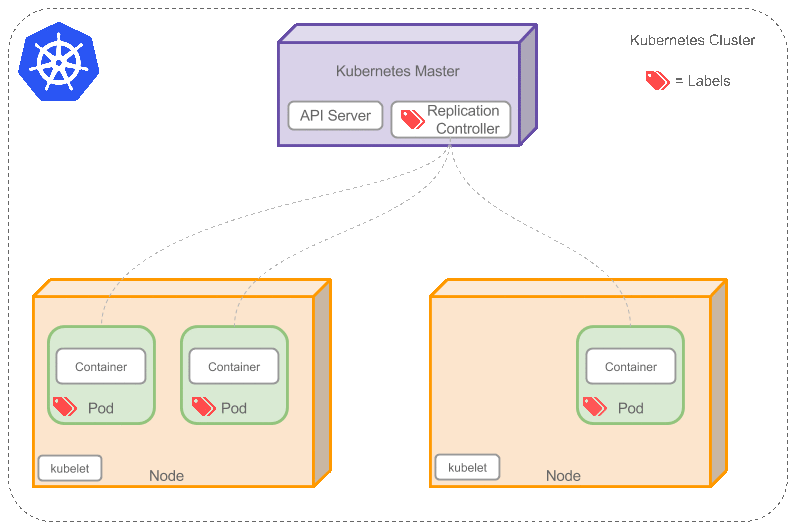 Kubernetes Cluster
= Labels
Kubernetes Master
API Server
Replication
Controller
Container
Pod
Container
Pod
kubelet
Node
Container
Pod
kubelet
Node